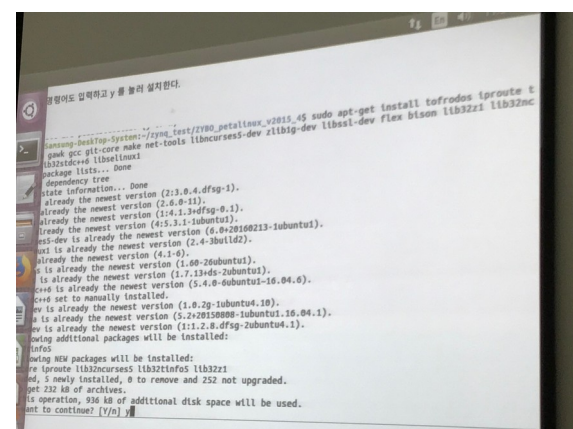 En
명령어도 입력하고 y 를 눌러 설치한다.
Samsung-DeskTop-System:~/zynq_test/ZYBO_petalinux_v2015_4$ sudo apt-get install tofrodos iproute t
gawk gcc git-core make net-tools libncurses5-dev zlib1g-dev libssl-dev flex bison lib32z1 lib32nc
lb32stdc++6 libselinux1
package lists... Done
dependency tree
state information... Done
already the newest version (2:3.0.4.dfsg-1).
already the newest version (2.6.0-11).
already the newest version (1:4.1.3+dfsg-0.1).
lready the newest version (4:5.3.1-1ubuntu1).
es5-dev is already the newest version (6.0+20160213-1ubuntu1).
ux1 is already the newest version (2.4-3build2).
already the newest version (4.1-6).
s is already the newest version (1.60-26ubuntu1).
is already the newest version (1.7.13+ds-2ubuntu1).
c++6 is already the newest version (5.4.0-6ubuntu1~16.04.6).
c++6 set to manually installed.
ev is already the newest version (1.0.2g-1ubuntu4.10).
a is already the newest version (5.2+20150808-1ubuntu1.16.04.1).
ev is already the newest version (1:1.2.8.dfsg-2ubuntu4.1).
owing additional packages will be installed:
info5
owing NEW packages will be installed:
re iproute lib32ncurses5 lib32tinfo5 lib32z1
ed, 5 newly installed, 0 to remove and 252 not upgraded.
get 232 kB of archives.
is operation, 936 kB of additional disk space will be used.
ant to continue? [Y/n] y